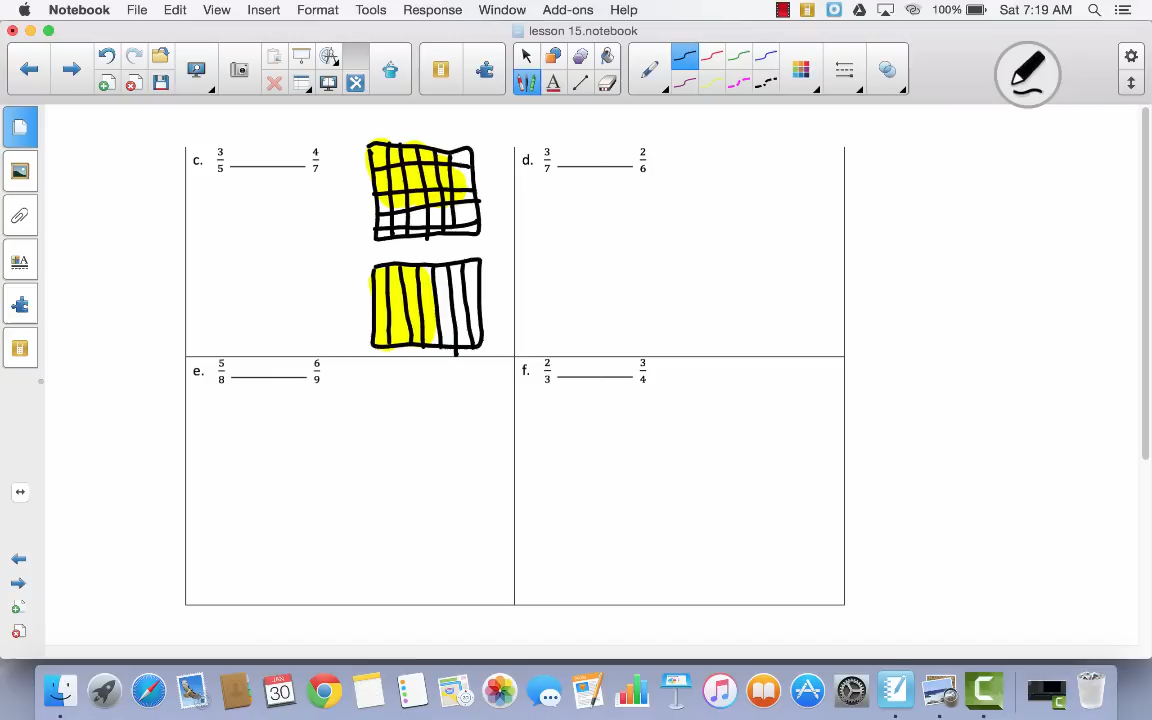 Notebook File Edit View Insert Format Tools Response Window Add-ons Help 100% Sat 7:19 AM
lesson 15.notebook
c. 3/5 ________ 4/7
d. 3/7 ________ 2/6
e. 5/8 ________ 6/9
f. 2/3 ________ 3/4
JAN
30